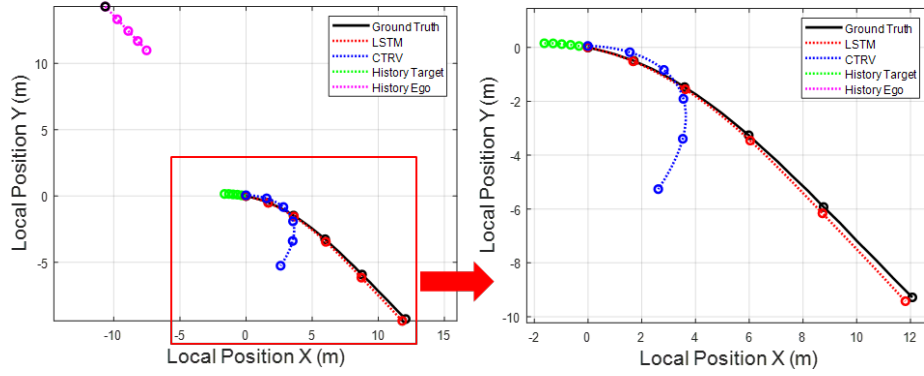 Ground Truth
LSTM
CTRV
History Target
History Ego
10
5
0
-5
Local Position Y (m)
-10
-5
0
5
10
15
Local Position X (m)
Ground Truth
LSTM
CTRV
History Target
History Ego
0
-2
-4
-6
-8
-10
Local Position Y (m)
-2
0
2
4
6
8
10
12
Local Position X (m)